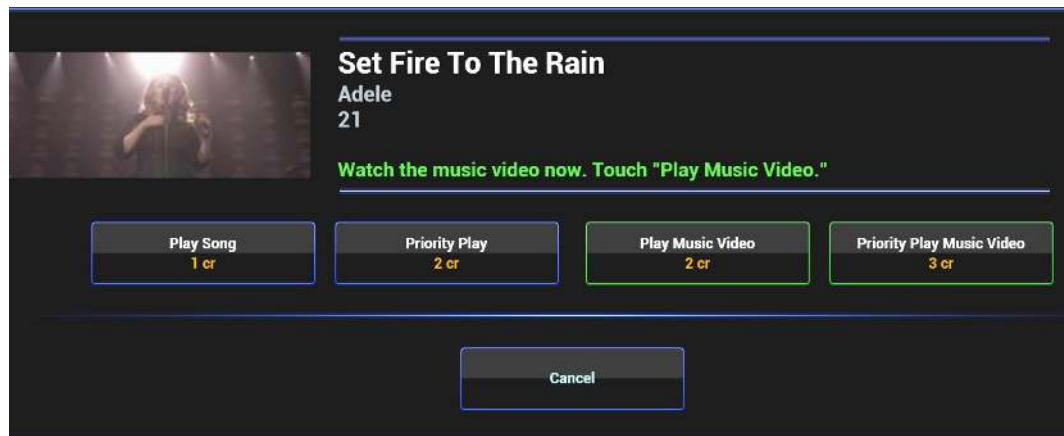 Set Fire To The Rain
Adele
21
Watch the music video now. Touch "Play Music Video."
Play Song
1 cr
Priority Play
2 cr
Play Music Video
2 cr
Priority Play Music Video
3 cr
Cancel